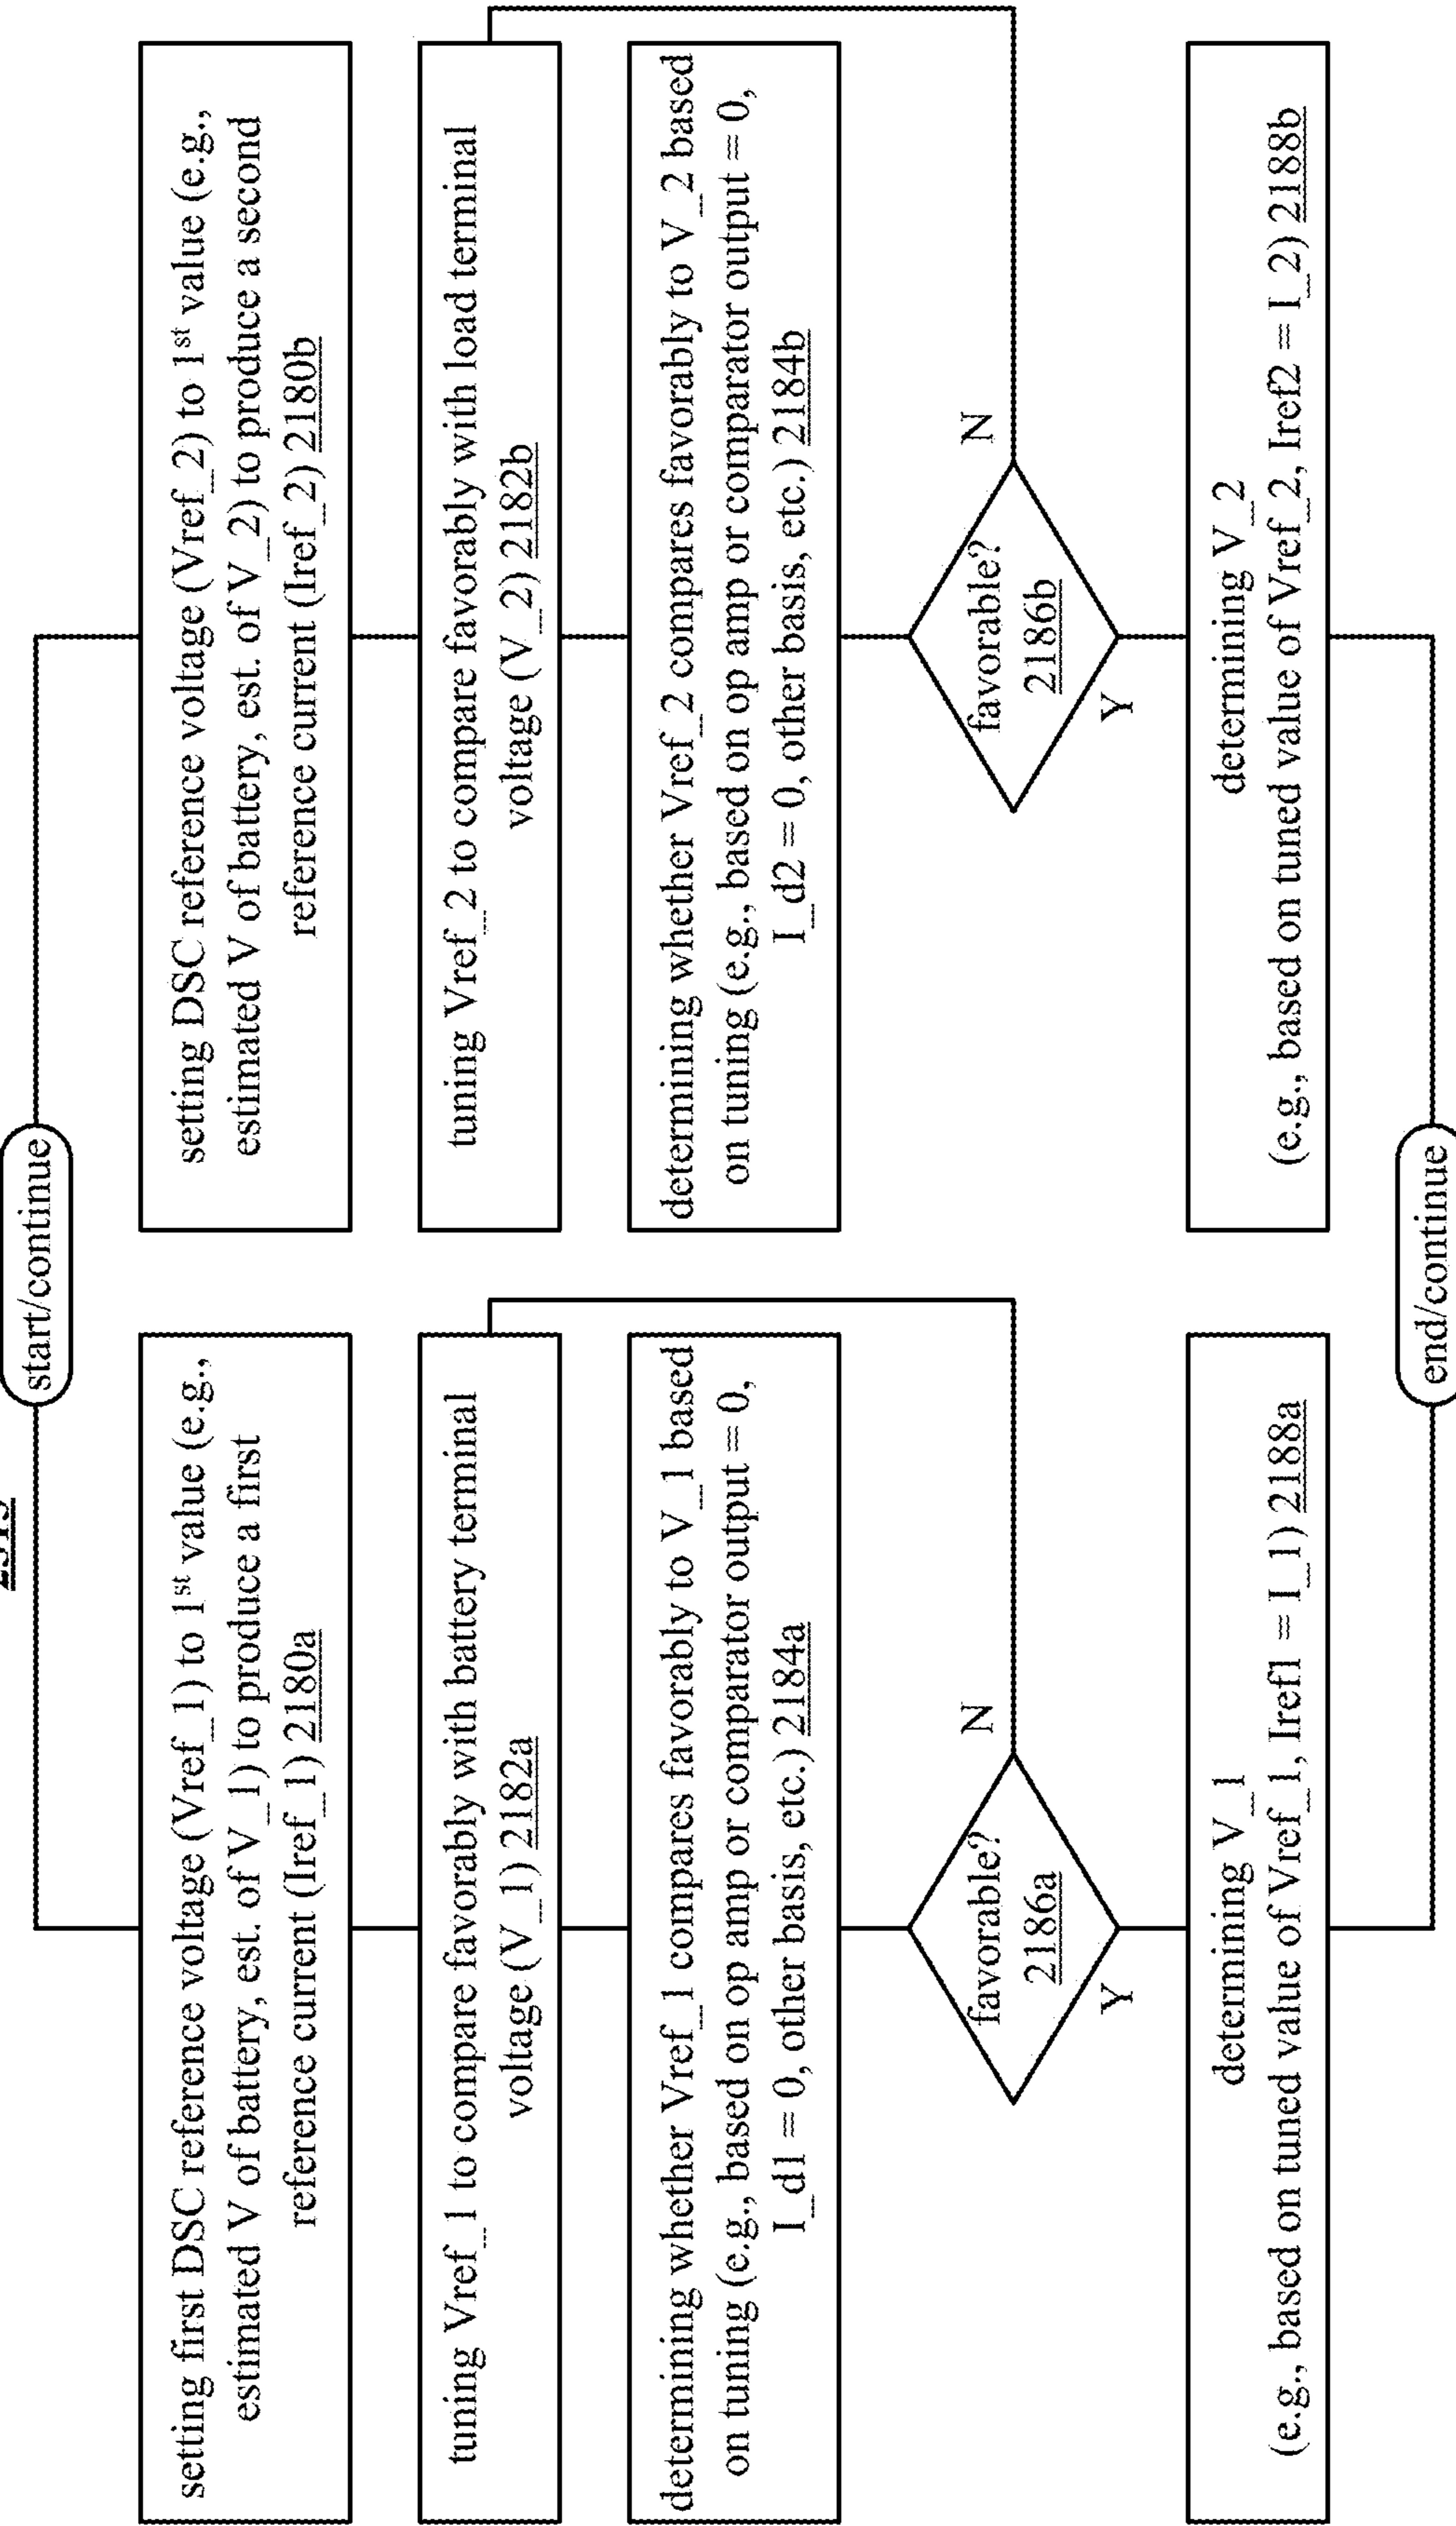 start/continue
setting first DSC reference voltage (Vref_1) to 1st value (e.g.,
estimated V of battery, est. of V_1) to produce a first
reference current (Iref_1) 2180a
tuning Vref_1 to compare favorably with battery terminal
voltage (V_1) 2182a
determining whether Vref_1 compares favorably to V_1 based
on tuning (e.g., based on op amp or comparator output = 0,
I_d1 = 0, other basis, etc.) 2184a
favorable?
2186a
N
Y
determining V_1
(e.g., based on tuned value of Vref_1, Iref1 = I_1) 2188a
setting DSC reference voltage (Vref_2) to 1st value (e.g.,
estimated V of battery, est. of V_2) to produce a second
reference current (Iref_2) 2180b
tuning Vref_2 to compare favorably with load terminal
voltage (V_2) 2182b
determining whether Vref_2 compares favorably to V_2 based
on tuning (e.g., based on op amp or comparator output = 0,
I_d2 = 0, other basis, etc.) 2184b
favorable?
2186b
N
Y
determining V_2
(e.g., based on tuned value of Vref_2, Iref2 = I_2) 2188b
end/continue